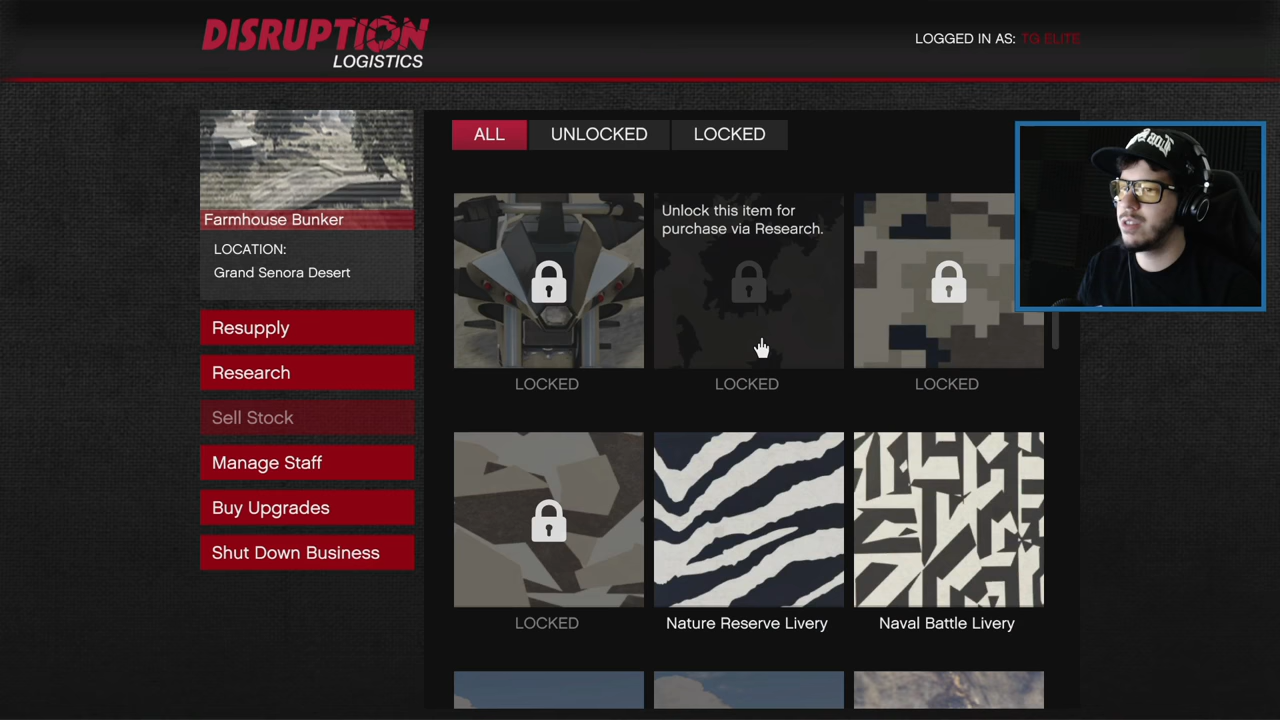 DISRUPTION
LOGISTICS
LOGGED IN AS: TG ELITE
Farmhouse Bunker
LOCATION:
Grand Senora Desert
Resupply
Research
Sell Stock
Manage Staff
Buy Upgrades
Shut Down Business
ALL
UNLOCKED
LOCKED
Unlock this item for
purchase via Research.
LOCKED
LOCKED
LOCKED
LOCKED
Nature Reserve Livery
Naval Battle Livery